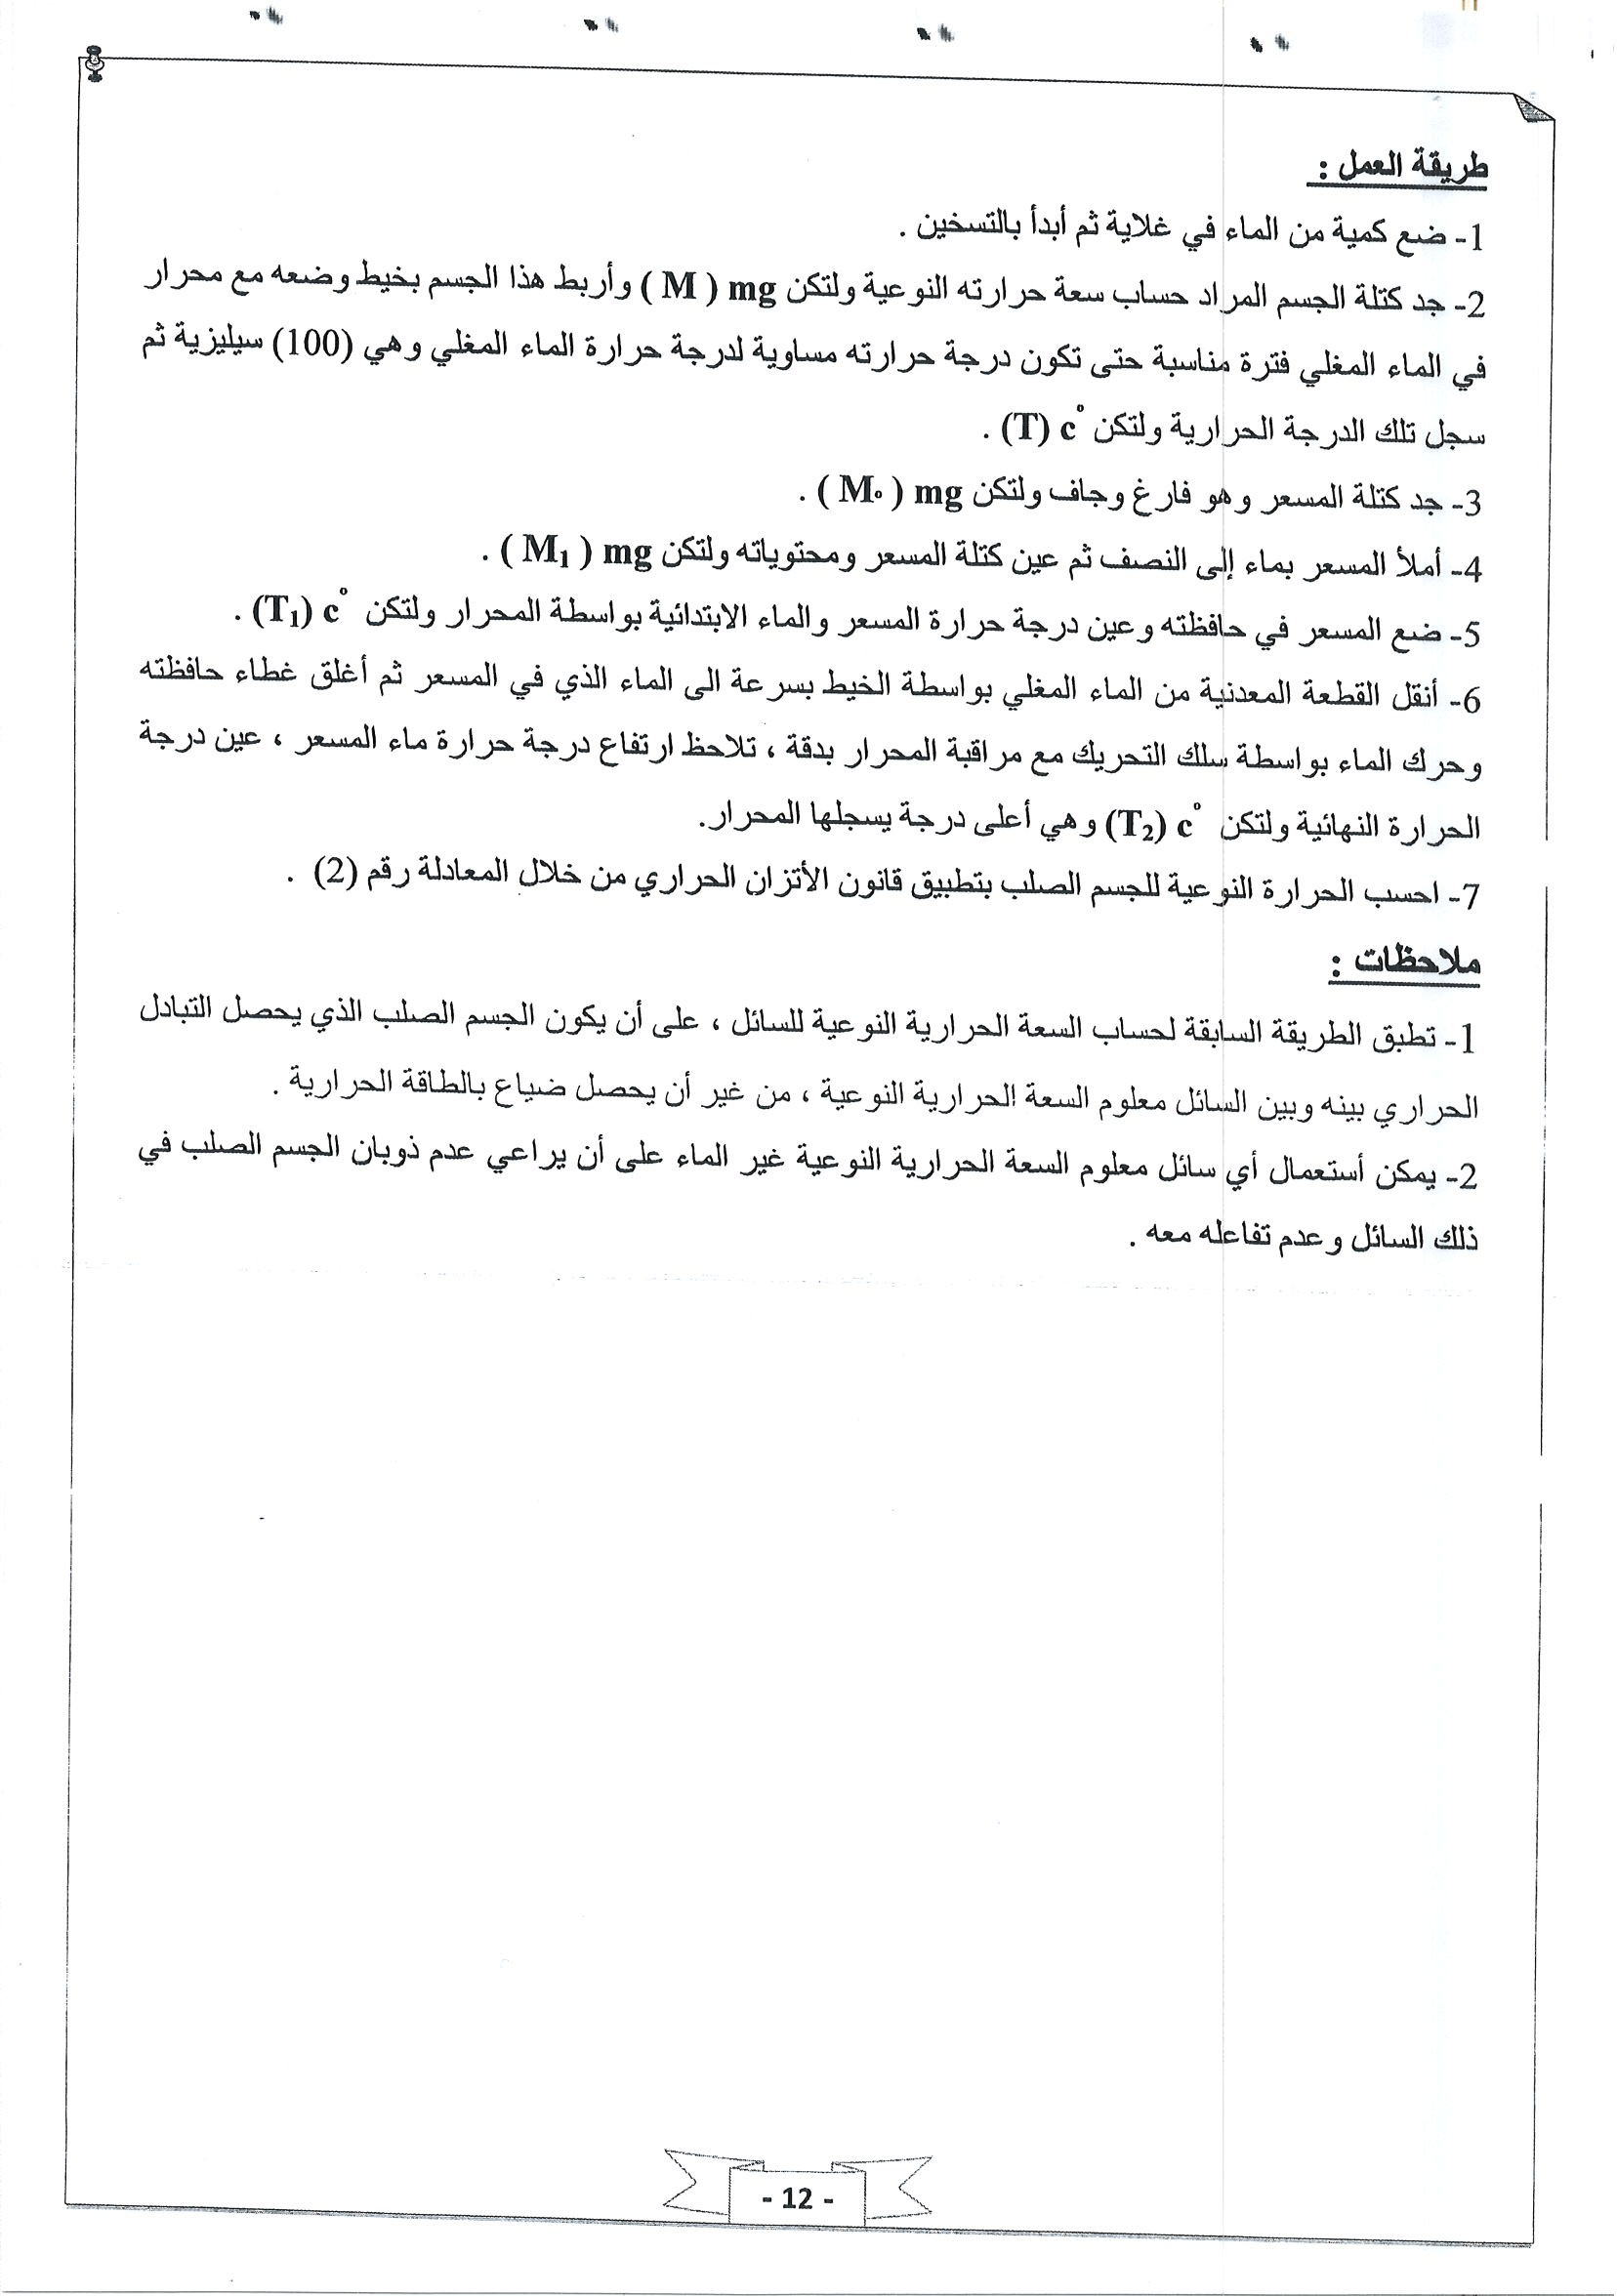 طريقة العمل :
1- ضع كمية من الماء في غلاية ثم أبدأ بالتسخين .
2- جد كتلة الجسم المراد حساب سعة حرارته النوعية ولتكن mg ( M ) وأربط هذا الجسم بخيط وضعه مع محرار
في الماء المغلي فترة مناسبة حتى تكون درجة حرارته مساوية لدرجة حرارة الماء المغلي وهي (100) سيليزية ثم
سجل تلك الدرجة الحرارية ولتكن (T) c° .
3- جد كتلة المسعر وهو فارغ وجاف ولتكن mg ( M॰ ) .
4- أملأ المسعر بماء إلى النصف ثم عين كتلة المسعر ومحتوياته ولتكن mg ( M₁ ) .
5- ضع المسعر في حافظته وعين درجة حرارة المسعر والماء الابتدائية بواسطة المحرار ولتكن (T₁) c° .
6- أنقل القطعة المعدنية من الماء المغلي بواسطة الخيط بسرعة الى الماء الذي في المسعر ثم أغلق غطاء حافظته
وحرك الماء بواسطة سلك التحريك مع مراقبة المحرار بدقة ، تلاحظ ارتفاع درجة حرارة ماء المسعر ، عين درجة
الحرارة النهائية ولتكن (T₂) c° وهي أعلى درجة يسجلها المحرار.
7- احسب الحرارة النوعية للجسم الصلب بتطبيق قانون الأتزان الحراري من خلال المعادلة رقم (2) .
ملاحظات :
1- تطبق الطريقة السابقة لحساب السعة الحرارية النوعية للسائل ، على أن يكون الجسم الصلب الذي يحصل التبادل
الحراري بينه وبين السائل معلوم السعة الحرارية النوعية ، من غير أن يحصل ضياع بالطاقة الحرارية .
2- يمكن أستعمال أي سائل معلوم السعة الحرارية النوعية غير الماء على أن يراعي عدم ذوبان الجسم الصلب في
ذلك السائل وعدم تفاعله معه .
- 12 -